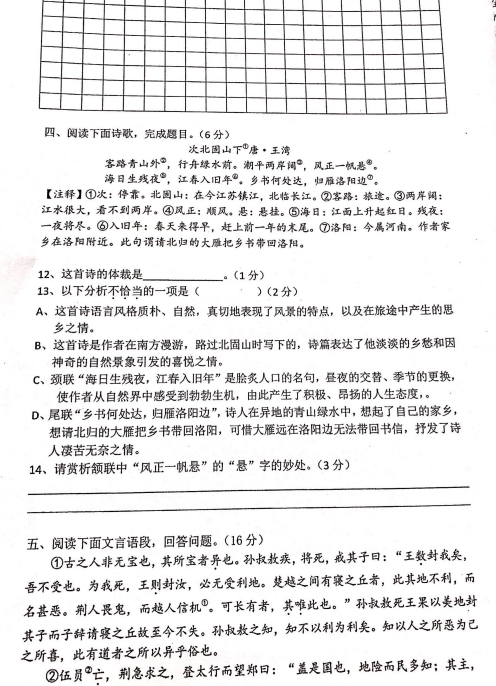 四、阅读下面诗歌，完成题目。(6分)
次北固山下①唐·王湾
客路青山外②，行舟绿水前。潮平两岸阔③，风正一帆悬④。
海日生残夜⑤，江春入旧年⑥。乡书何处达，归雁洛阳边⑦。
【注释】①次：停靠。北固山：在今江苏镇江，北临长江。②客路：旅途。③两岸阔：
江水很大，看不到两岸。④风正：顺风。悬：悬挂。⑤海日：江面上升起红日。残夜：
一夜将尽。⑥入旧年：春天来得早，赶上前一年的末尾。⑦洛阳：今属河南。作者家
乡在洛阳附近。此句谓请北归的大雁把乡书带回洛阳。
12、这首诗的体裁是____________。(1分)
13、以下分析不恰当的一项是（ ）(2分)
A、这首诗语言风格质朴、自然，真切地表现了风景的特点，以及在旅途中产生的思
乡之情。
B、这首诗是作者在南方漫游，路过北固山时写下的，诗篇表达了他淡淡的乡愁和因
神奇的自然景象引发的喜悦之情。
C、颈联“海日生残夜，江春入旧年”是脍炙人口的名句，昼夜的交替、季节的更换，
使作者从自然界中感受到勃勃生机，由此产生了积极、昂扬的人生态度，。
D、尾联“乡书何处达，归雁洛阳边”，诗人在异地的青山绿水中，想起了自己的家乡，
想请北归的大雁把乡书带回洛阳，可惜大雁远在洛阳边无法带回书信，抒发了诗
人凄苦无奈之情。
14、请赏析颔联中“风正一帆悬”的“悬”字的妙处。(3分)
五、阅读下面文言语段，回答问题。(16分)
①古之人非无宝也，其所宝者异也。孙叔敖疾，将死，戒其子曰：“王数封我矣，
吾不受也。为我死，王则封汝，必无受利地。楚越之间有寝之丘者，此其地不利，而
名甚恶。荆人畏鬼，而越人信机①。可长有者，其唯此也。”孙叔敖死王果以美地封
其子而子辞请寝之丘故至今不失。孙叔敖之知，知不以利为利矣。知以人之所恶为己
之所喜，此有道者之所以异乎俗也。
②伍员②亡，荆急求之，登太行而望郑曰：“盖是国也，地险而民多知；其主，